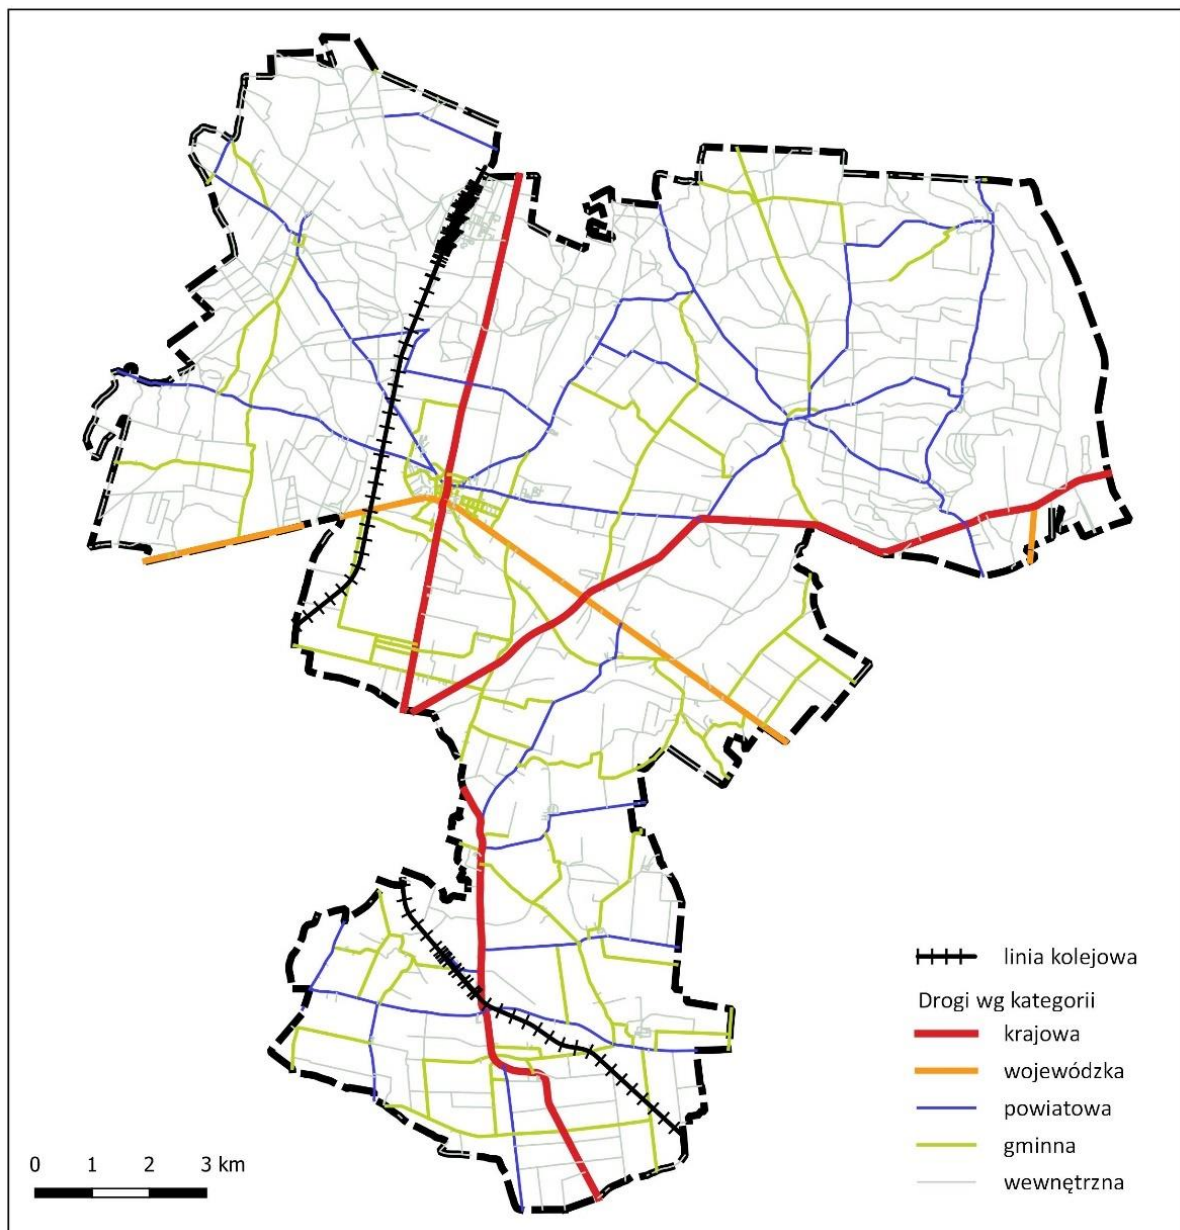 linia kolejowa
Drogi wg kategorii
krajowa
wojewódzka
powiatowa
gminna
wewnętrzna
0 1 2 3 km